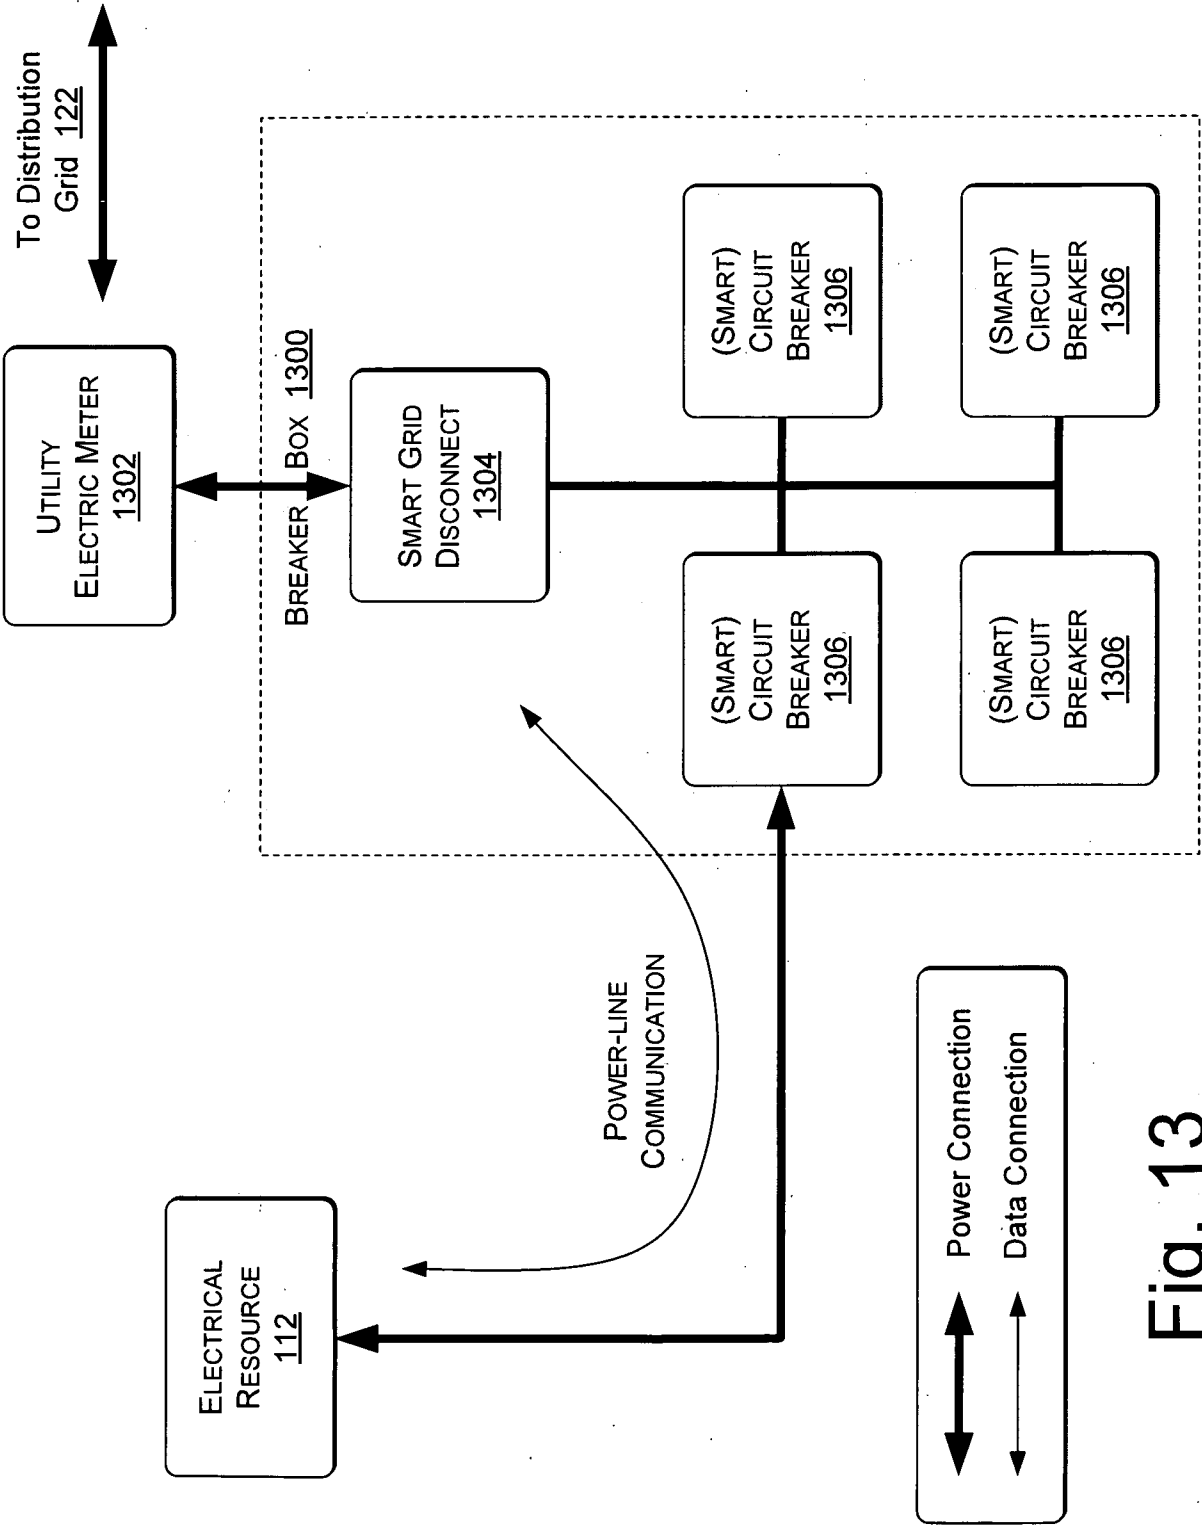 To Distribution
Grid 122
UTILITY
ELECTRIC METER
1302
BREAKER BOX 1300
SMART GRID
DISCONNECT
1304
(SMART)
CIRCUIT
BREAKER
1306
(SMART)
CIRCUIT
BREAKER
1306
(SMART)
CIRCUIT
BREAKER
1306
(SMART)
CIRCUIT
BREAKER
1306
ELECTRICAL
RESOURCE
112
POWER-LINE
COMMUNICATION
Power Connection
Data Connection
Fig. 13